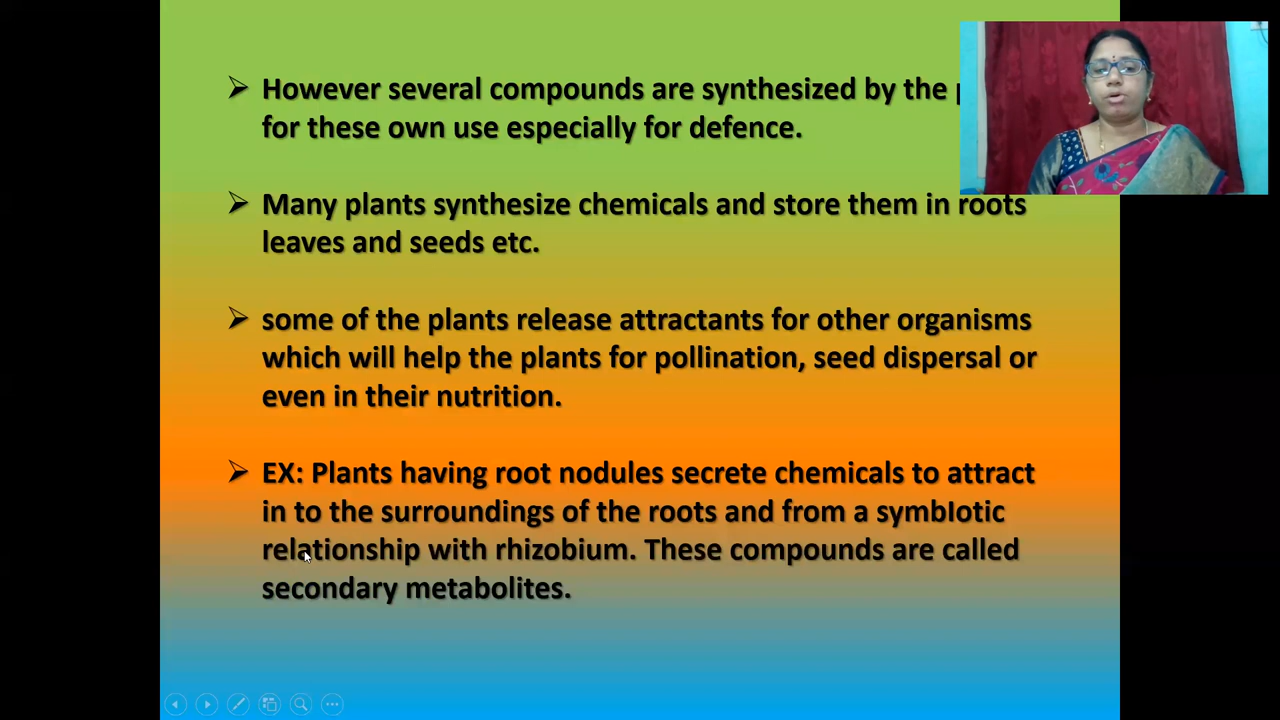 However several compounds are synthesized by the
for these own use especially for defence.
Many plants synthesize chemicals and store them in roots
leaves and seeds etc.
some of the plants release attractants for other organisms
which will help the plants for pollination, seed dispersal or
even in their nutrition.
EX: Plants having root nodules secrete chemicals to attract
in to the surroundings of the roots and from a symbIotic
relationship with rhizobium. These compounds are called
secondary metabolites.